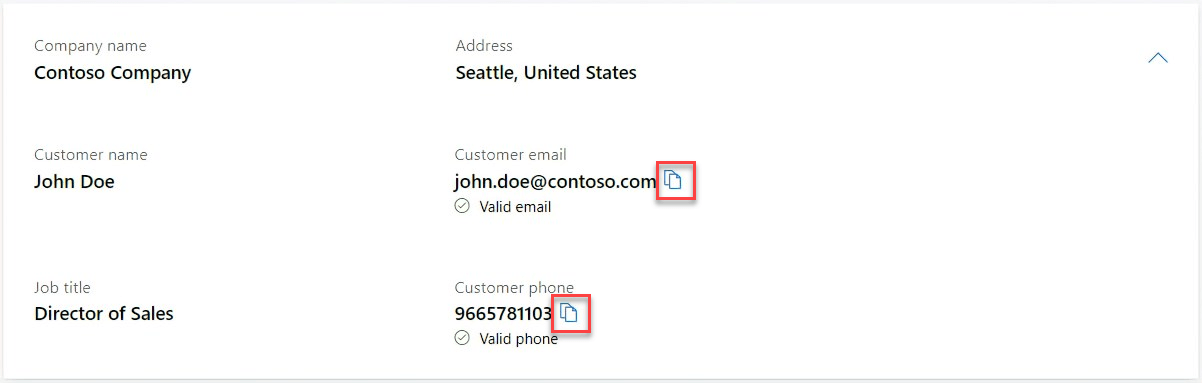 Company name
Contoso Company
Address
Seattle, United States
Customer name
John Doe
Customer email
john.doe@contoso.com
Valid email
Job title
Director of Sales
Customer phone
9665781103
Valid phone